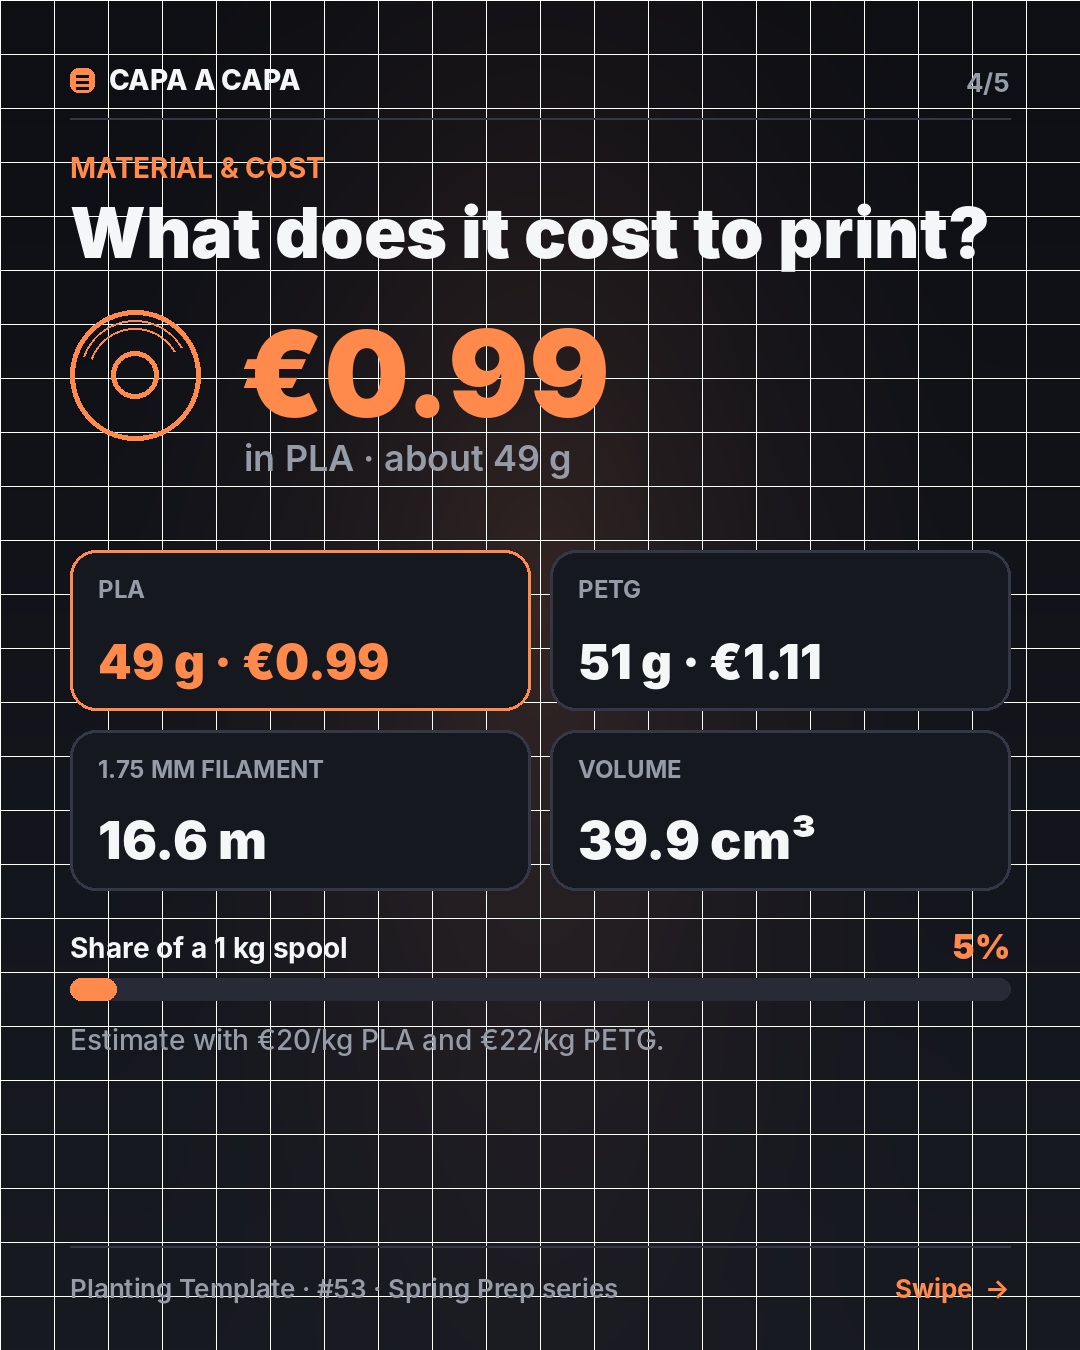 CAPA A CAPA
4/5
MATERIAL & COST
What does it cost to print?
€0.99
in PLA · about 49 g
PLA
49 g · €0.99
PETG
51 g · €1.11
1.75 MM FILAMENT
16.6 m
VOLUME
39.9 cm³
Share of a 1 kg spool
5%
Estimate with €20/kg PLA and €22/kg PETG.
Planting Template · #53 · Spring Prep series
Swipe →